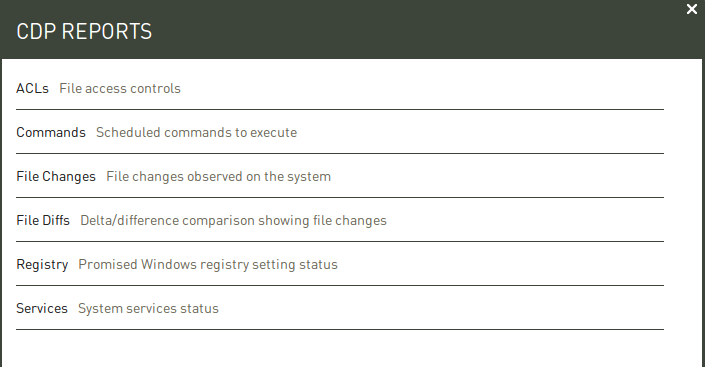 CDP REPORTS
ACLs File access controls
Commands Scheduled commands to execute
File Changes File changes observed on the system
File Diffs Delta/difference comparison showing file changes
Registry Promised Windows registry setting status
Services System services status